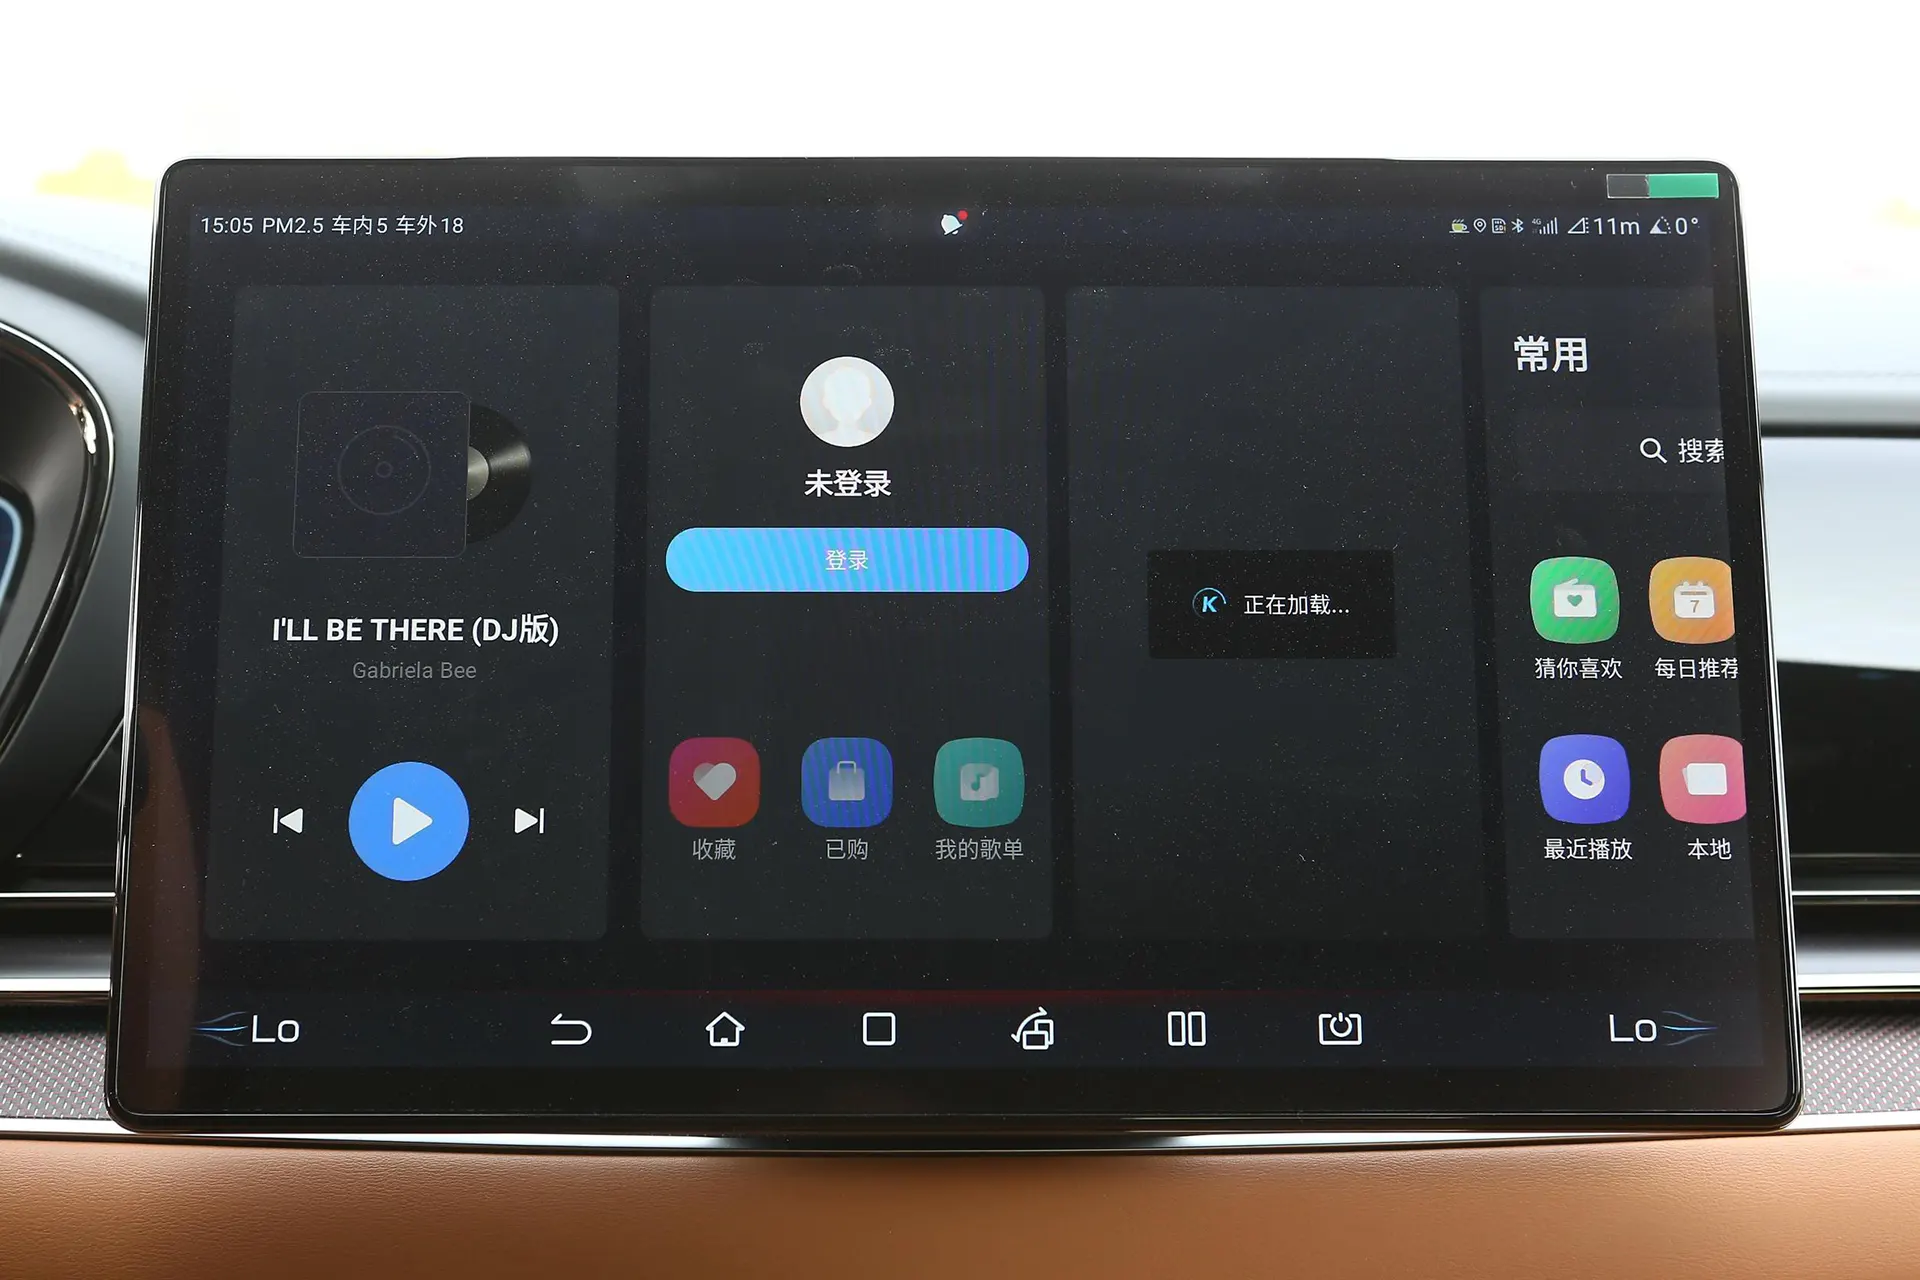 15:05 PM2.5 车内5 车外18
4G 11m 0°
I'LL BE THERE (DJ版)
Gabriela Bee
未登录
登录
收藏 已购 我的歌单
K 正在加载...
常用
搜索
7
猜你喜欢 每日推荐
最近播放 本地
Lo Lo